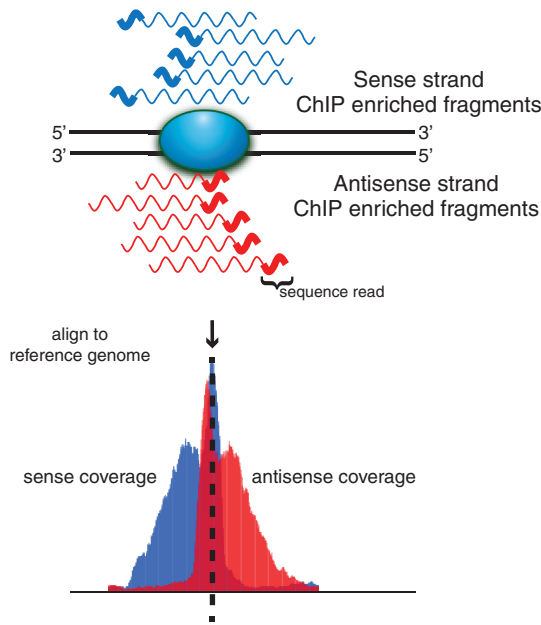 Sense strand
ChIP enriched fragments
5’ 3’
3’ 5’
Antisense strand
ChIP enriched fragments
sequence read
align to
reference genome
sense coverage antisense coverage